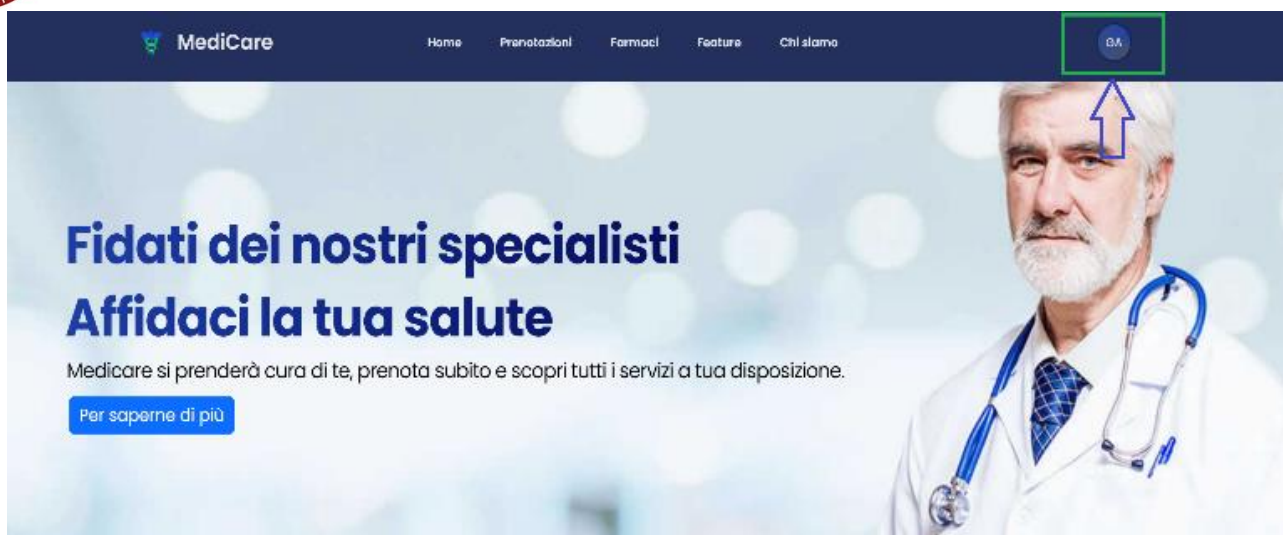 MediCare
Home Prenotazioni Farmaci Feature Chi siamo
GA
Fidati dei nostri specialisti
Affidaci la tua salute
Medicare si prenderà cura di te, prenota subito e scopri tutti i servizi a tua disposizione.
Per saperne di più